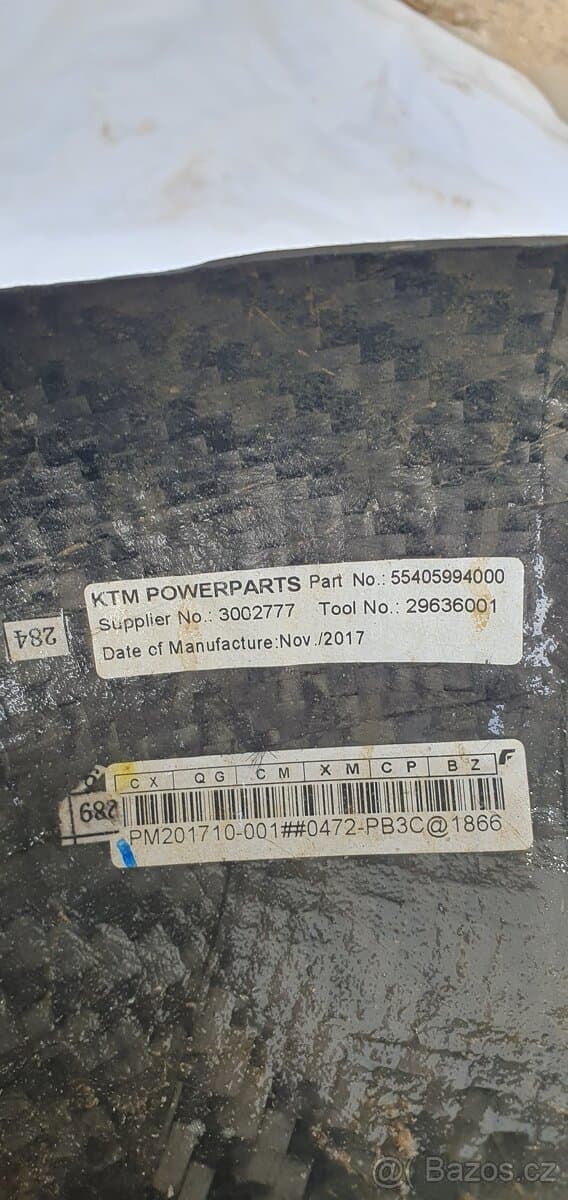 KTM POWERPARTS Part No.: 55405994000
Supplier No.: 3002777 Tool No.: 29636001
Date of Manufacture:Nov./2017
284
CX QG CM XM CP BZ F
289
PM201710-001##0472-PB3C@1866
Bazos.cz